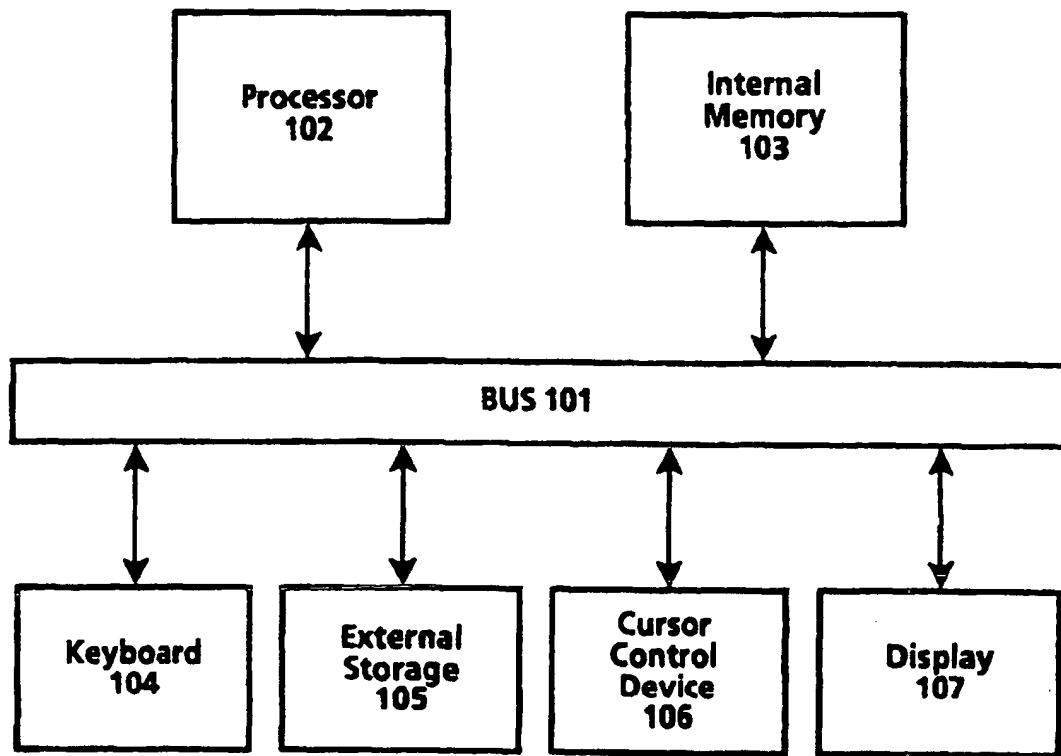 Processor
102
Internal
Memory
103
BUS 101
Keyboard
104
External
Storage
105
Cursor
Control
Device
106
Display
107